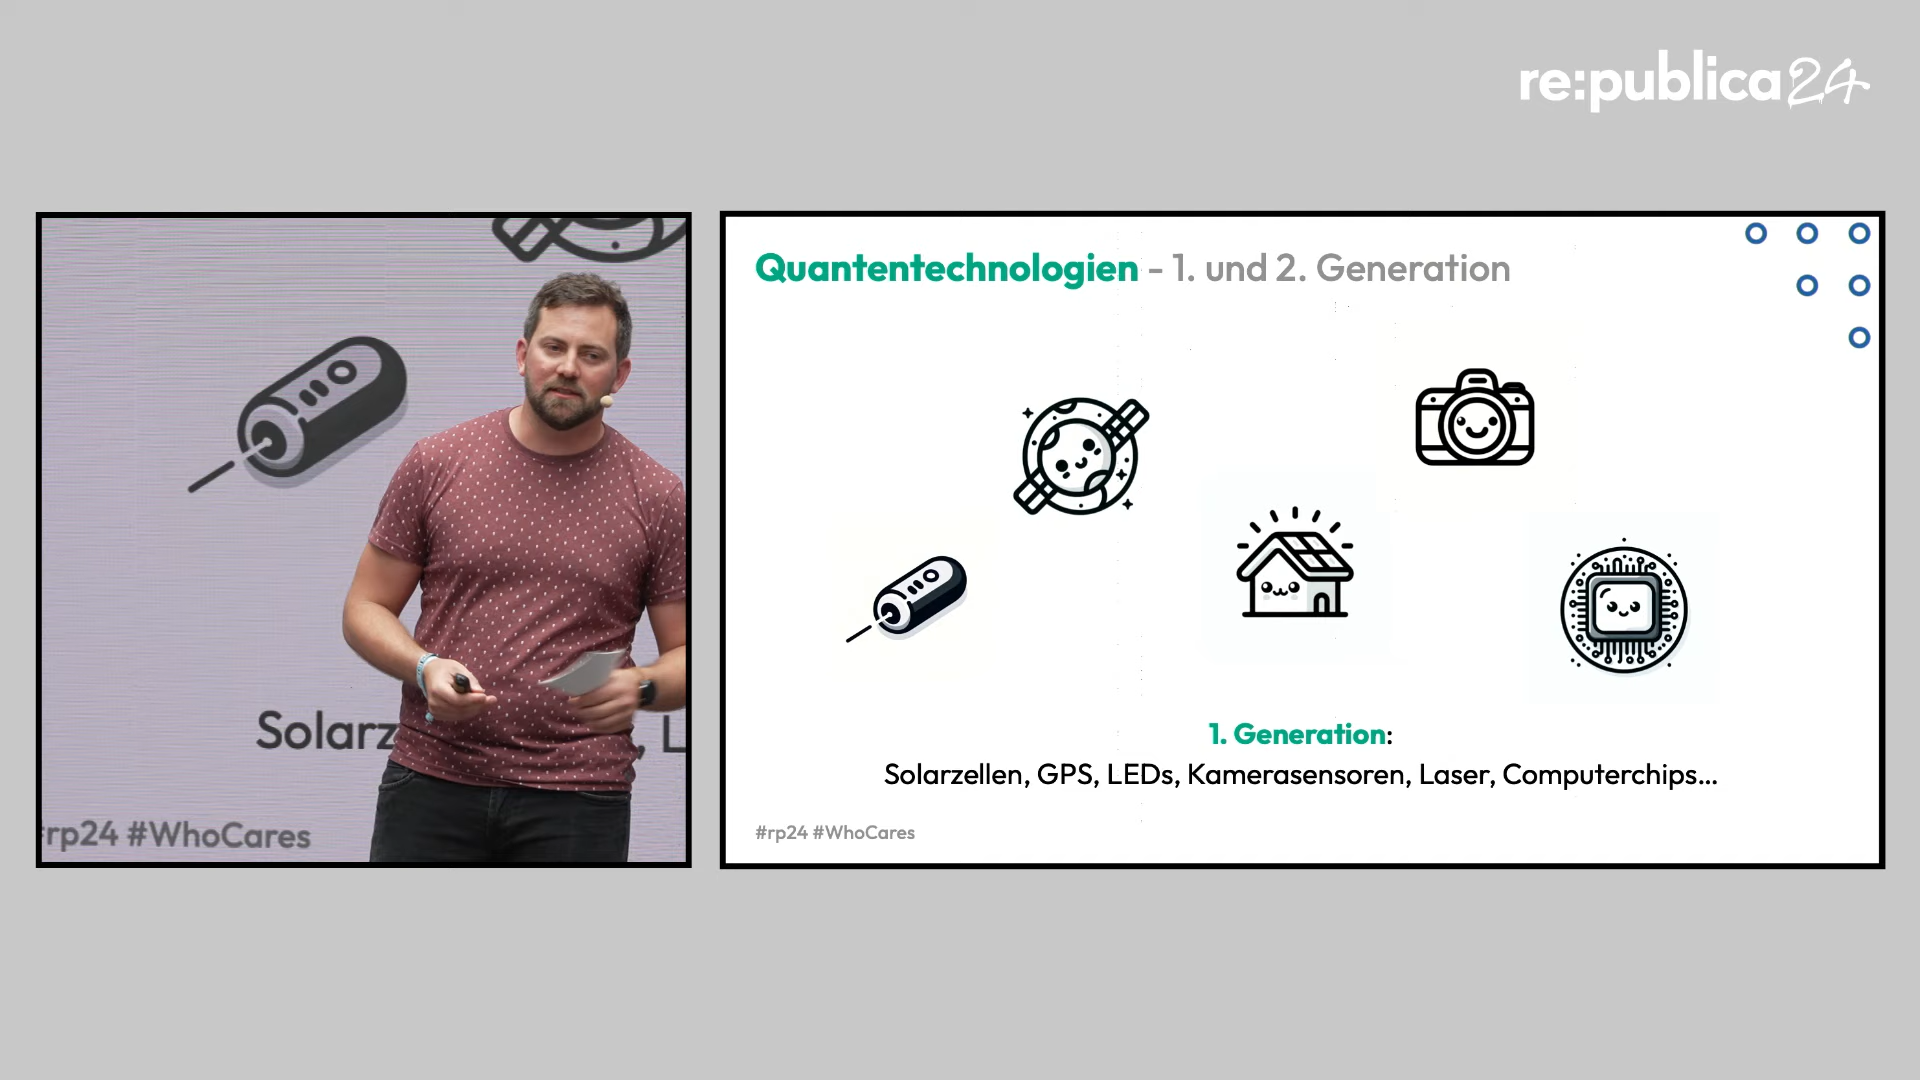 re:publica24
Quantentechnologien - 1. und 2. Generation
1. Generation:
Solarzellen, GPS, LEDs, Kamerasensoren, Laser, Computerchips...
#rp24 #WhoCares
Solarz , L
rp24 #WhoCares